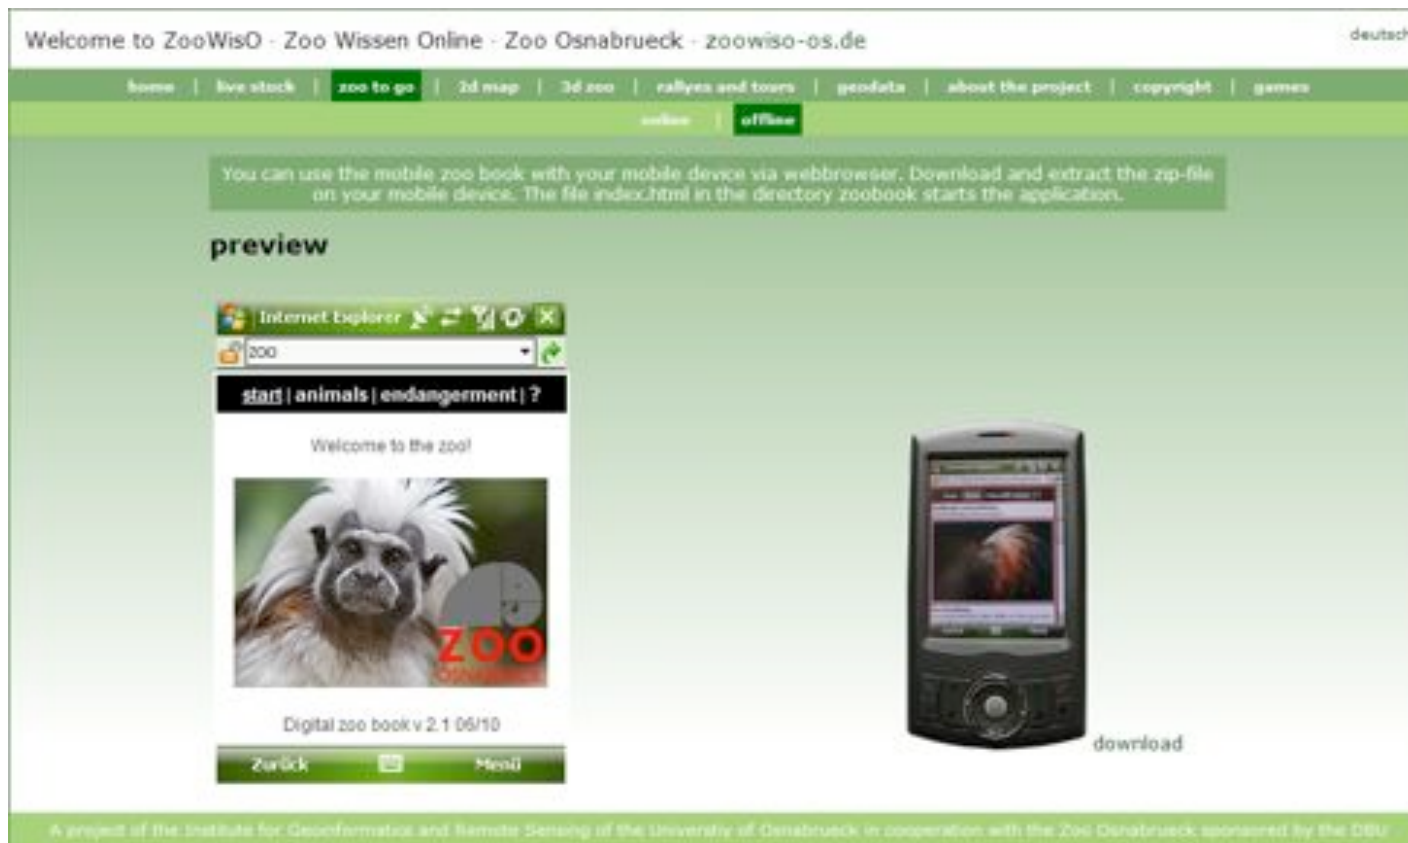 Welcome to ZooWisO · Zoo Wissen Online · Zoo Osnabrueck · zoowiso-os.de
deutsch
home | live stock | zoo to go | 2d map | 3d zoo | rallyes and tours | geodata | about the project | copyright | games
online | offline
You can use the mobile zoo book with your mobile device via webbrowser. Download and extract the zip-file
on your mobile device. The file index.html in the directory zoobook starts the application.
preview
Internet Explorer
zoo
start | animals | endangerment | ?
Welcome to the zoo!
ZOO
OSNABRÜCK
Digital zoo book v 2.1 06/10
Zurück Menü
download
A project of the Institute for Geoinformatics and Remote Sensing of the Universtiy of Osnabrueck in cooperation with the Zoo Osnabrueck sponsored by the DBU